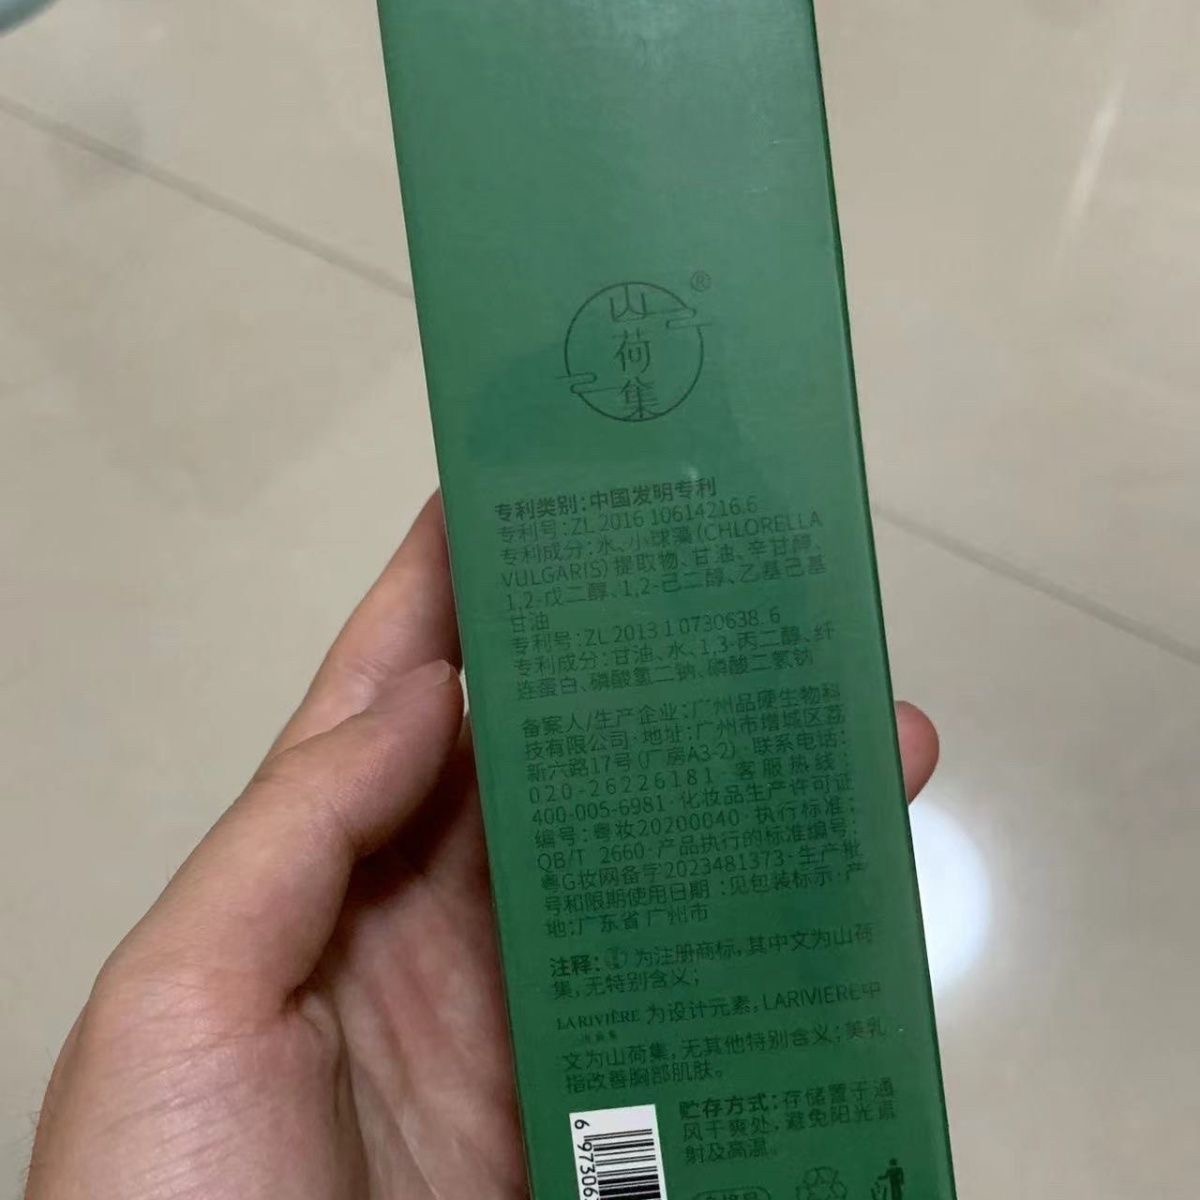 山
荷
集
®
专利类别:中国发明专利
专利号:ZL 2016 10614216.6
专利成分:水、小球藻(CHLORELLA
VULGARIS)提取物、甘油、辛甘醇、
1,2-戊二醇、1,2-己二醇、乙基己基
甘油
专利号:ZL 2013 1 0730638.6
专利成分:甘油、水、1,3-丙二醇、纤
连蛋白、磷酸氢二钠、磷酸二氢钠
备案人/生产企业:广州品硬生物科
技有限公司·地址:广州市增城区荔
新六路17号(厂房A3-2)·联系电话:
020-26226181 客服热线:
400-005-6981·化妆品生产许可证
编号:粤妆20200040·执行标准:
QB/T 2660·产品执行的标准编号:
粤G妆网备字2023481373·生产批
号和限期使用日期:见包装标示·产
地:广东省广州市
注释: 为注册商标,其中文为山荷
集,无特别含义;
LARIVIÈRE 为设计元素,LARIVIERE中
文为山荷集,无其他特别含义;美乳
指改善胸部肌肤。
贮存方式:存储置于通
风干爽处,避免阳光直
射及高温。
6 97306